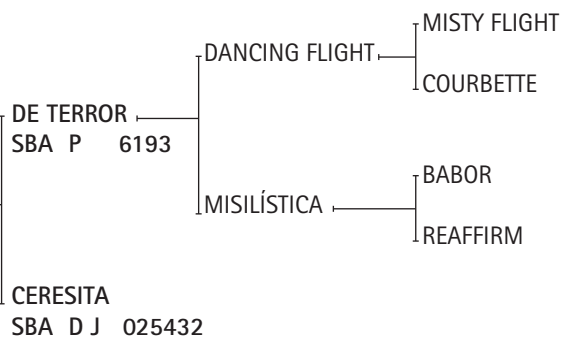 MISTY FLIGHT
DANCING FLIGHT
COURBETTE
DE TERROR
SBA P 6193
BABOR
MISILÍSTICA
REAFFIRM
CERESITA
SBA D J 025432